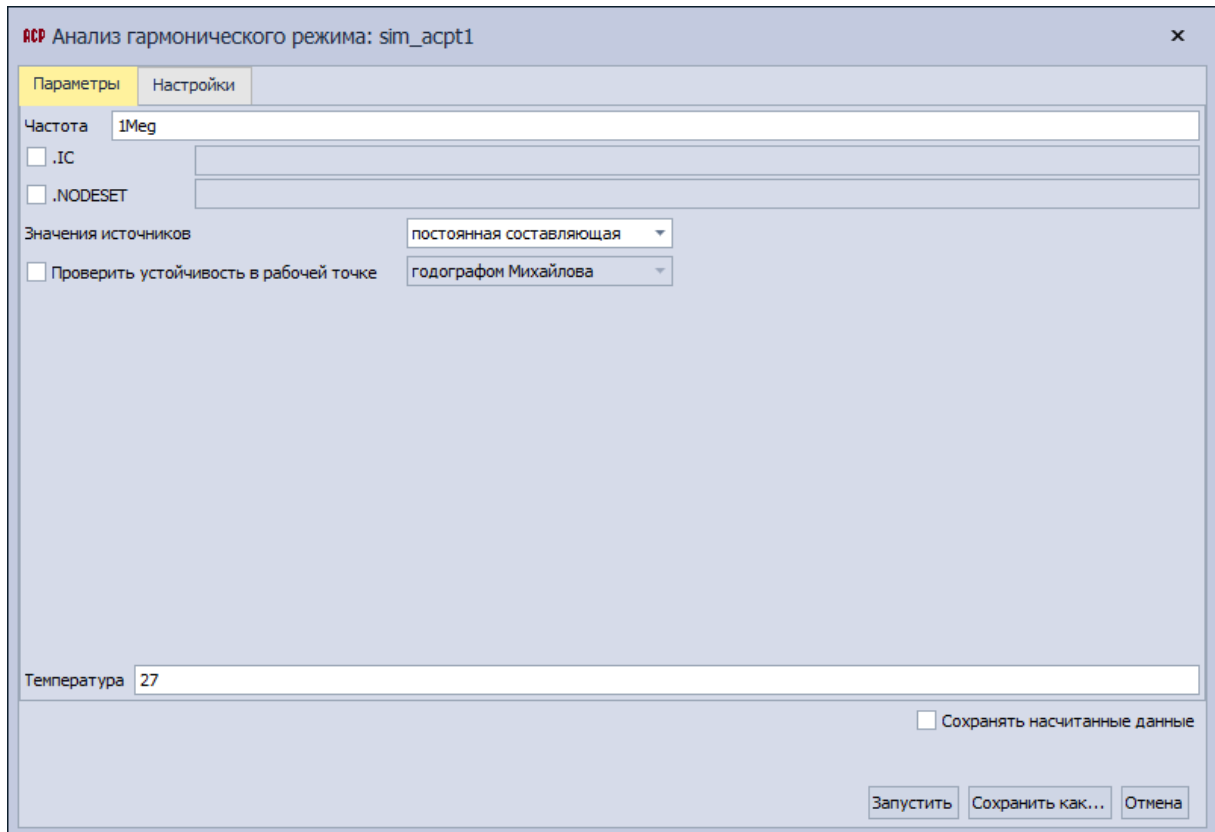 ACP Анализ гармонического режима: sim_acpt1
Параметры Настройки
Частота 1Meg
.IC
.NODESET
Значения источников постоянная составляющая
Проверить устойчивость в рабочей точке годографом Михайлова
Температура 27
Сохранять насчитанные данные
Запустить Сохранить как... Отмена